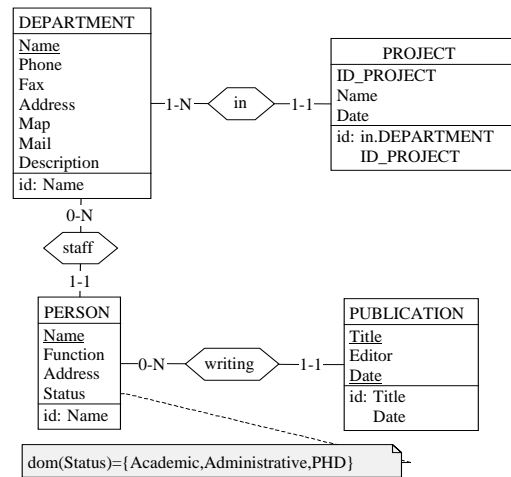 DEPARTMENT
Name
Phone
Fax
Address
Map
Mail
Description
id: Name
1-N
in
1-1
PROJECT
ID_PROJECT
Name
Date
id: in.DEPARTMENT
ID_PROJECT
0-N
staff
1-1
PERSON
Name
Function
Address
Status
id: Name
0-N
writing
1-1
PUBLICATION
Title
Editor
Date
id: Title
Date
dom(Status)={Academic,Administrative,PHD}